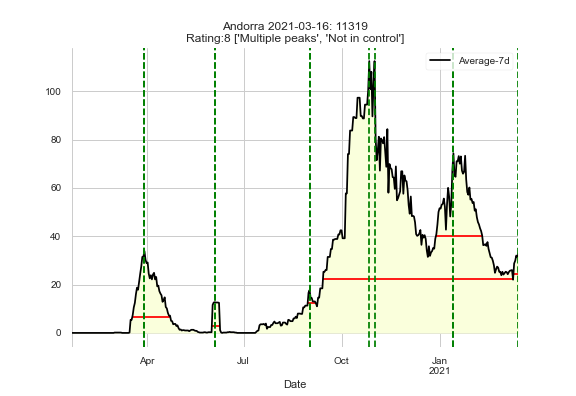 Andorra 2021-03-16: 11319
Rating:8 ['Multiple peaks', 'Not in control']
Average-7d
100
80
60
40
20
0
Apr
Jul
Oct
Jan
2021
Date